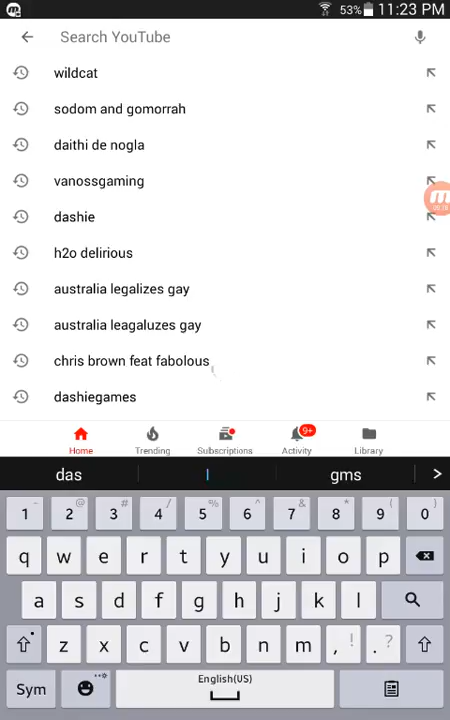 53% 11:23 PM
Search YouTube
wildcat
sodom and gomorrah
daithi de nogla
vanossgaming
dashie
h2o delirious
australia legalizes gay
australia leagaluzes gay
chris brown feat fabolous
dashiegames
9+
Home Trending Subscriptions Activity Library
das I gms >
1 - 2 @ 3 # 4 / 5 % 6 ^ 7 & 8 * 9 ( 0 )
q w e r t y u i o p
a s d f g h j k l
z x c v b n m , ! . ?
Sym English(US)